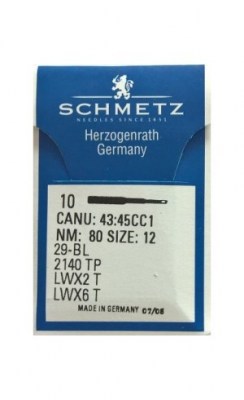 SCHMETZ
NEEDLES SINCE 1851
Herzogenrath
Germany
10
CANU: 43:45CC1
NM: 80 SIZE: 12
29-BL
2140 TP
LWX2 T
LWX6 T
MADE IN GERMANY 07/08